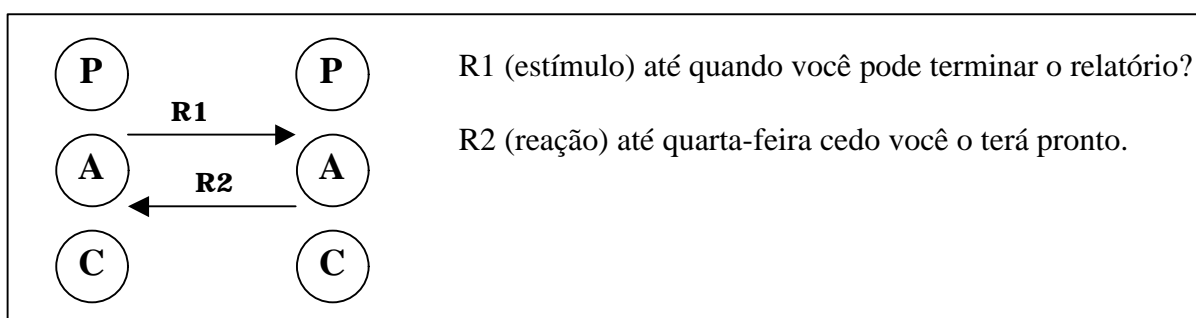 P P R1 (estímulo) até quando você pode terminar o relatório?
R1
R2 (reação) até quarta-feira cedo você o terá pronto.
A R2 A
C C